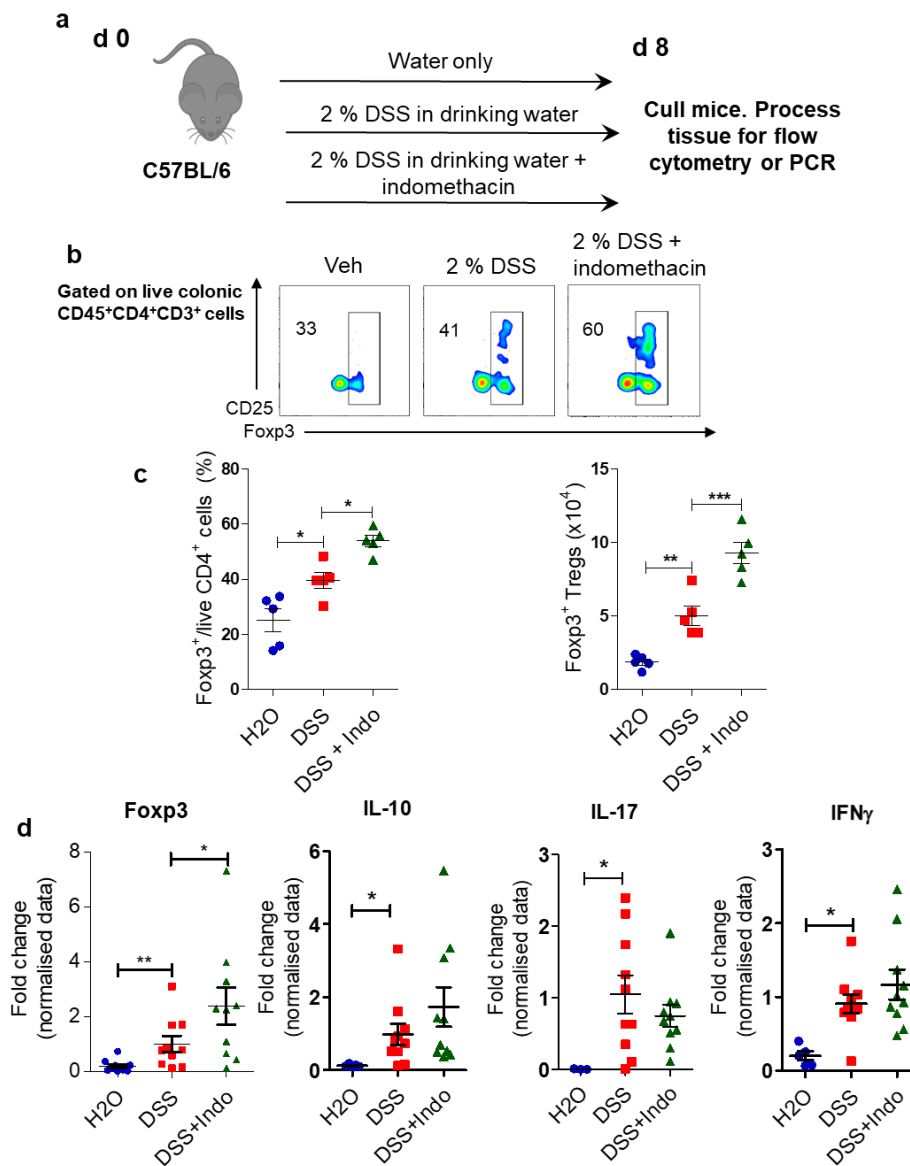 a
d 0
C57BL/6
Water only
2 % DSS in drinking water
2 % DSS in drinking water +
indomethacin
d 8
Cull mice. Process
tissue for flow
cytometry or PCR
b
Gated on live colonic
CD45⁺CD4⁺CD3⁺ cells
Veh
2 % DSS
2 % DSS +
indomethacin
33
41
60
CD25
Foxp3
c
Foxp3⁺/live CD4⁺ cells (%)
80
60
40
20
0
*
*
H2O
DSS
DSS + Indo
Foxp3⁺ Tregs (x10⁴)
15
10
5
0
**
***
H2O
DSS
DSS + Indo
d
Foxp3
Fold change
(normalised data)
8
6
4
2
0
**
*
H2O
DSS
DSS+Indo
IL-10
Fold change
(normalised data)
6
4
2
0
*
H2O
DSS
DSS+Indo
IL-17
Fold change
(normalised data)
3
2
1
0
*
H2O
DSS
DSS+Indo
IFNγ
Fold change
(normalised data)
3
2
1
0
*
H2O
DSS
DSS+Indo